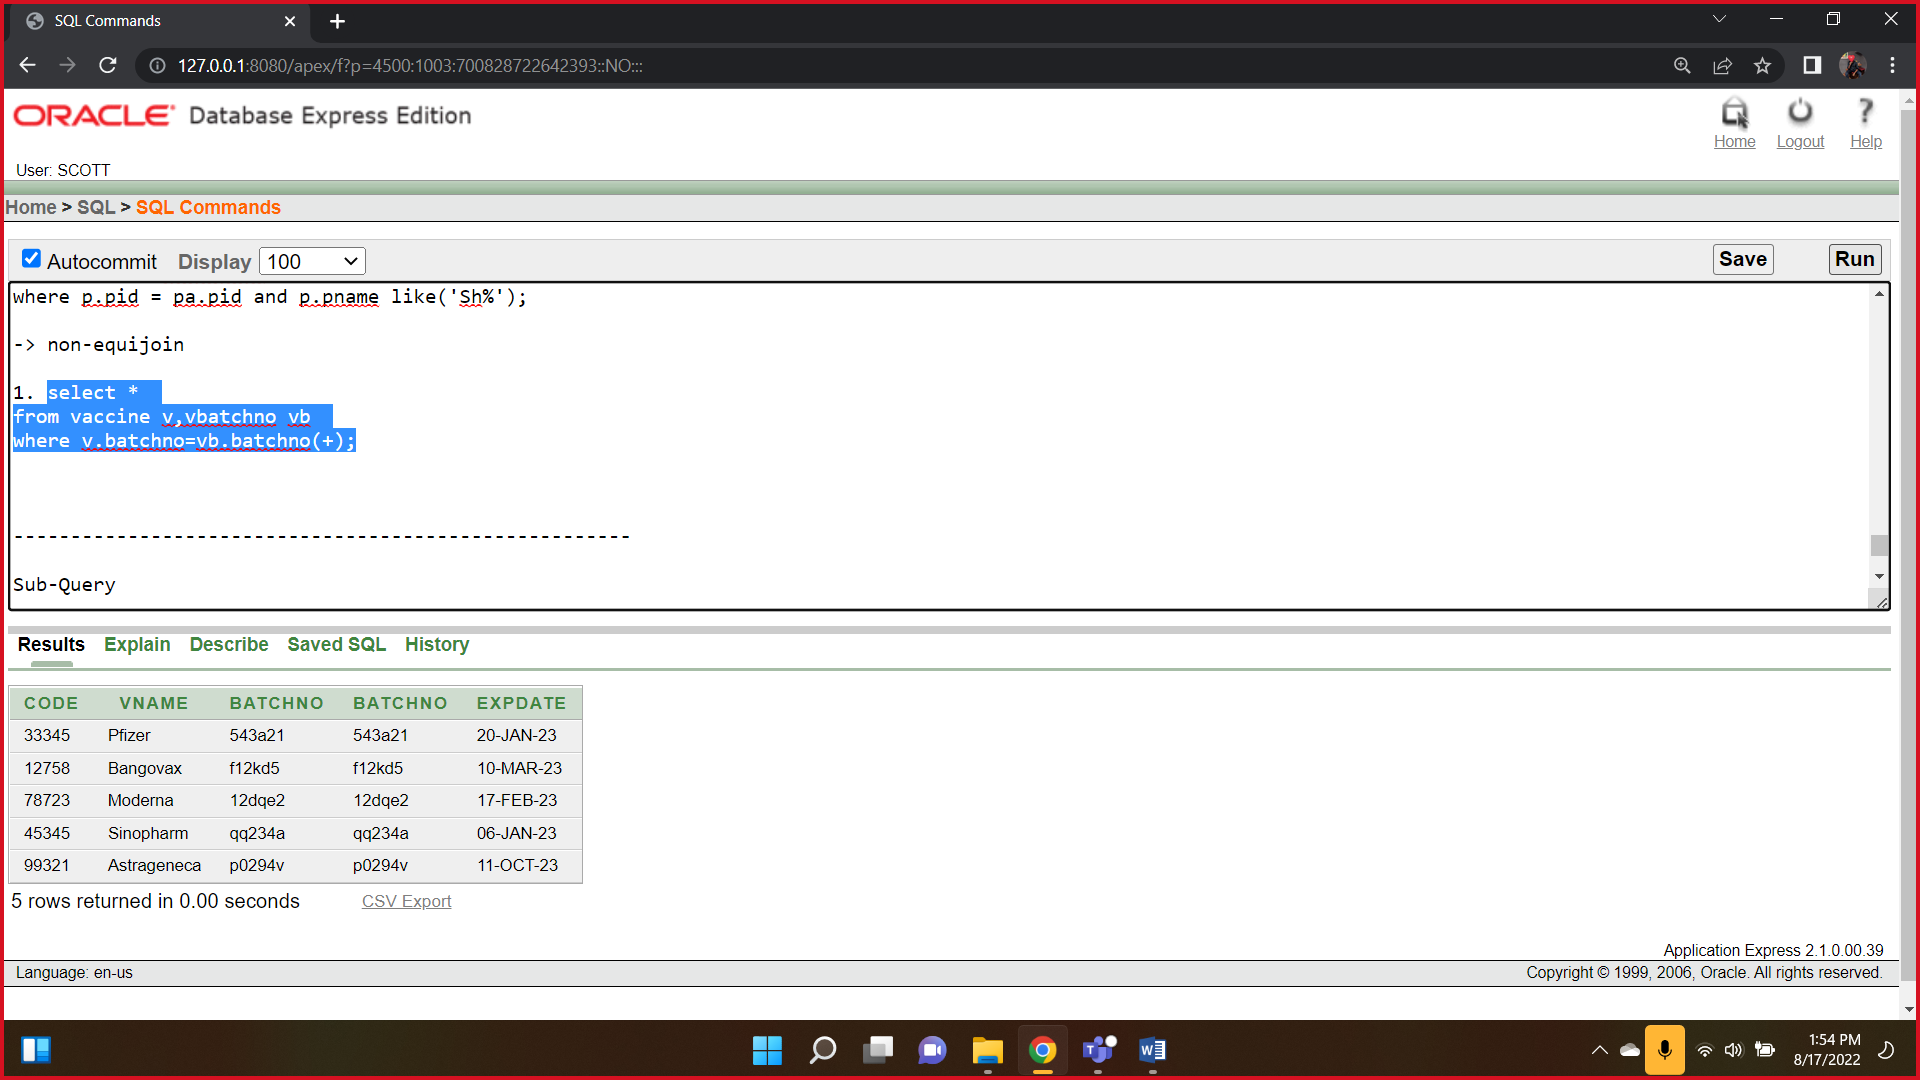 SQL Commands
127.0.0.1:8080/apex/f?p=4500:1003:700828722642393::NO:::
ORACLE Database Express Edition
Home Logout Help
User: SCOTT
Home > SQL > SQL Commands
Autocommit Display 100 Save Run
where p.pid = pa.pid and p.pname like('Sh%');
-> non-equijoin
1. select *
from vaccine v,vbatchno vb
where v.batchno=vb.batchno(+);
------------------------------------------------------
Sub-Query
Results Explain Describe Saved SQL History
CODE VNAME BATCHNO BATCHNO EXPDATE
33345 Pfizer 543a21 543a21 20-JAN-23
12758 Bangovax f12kd5 f12kd5 10-MAR-23
78723 Moderna 12dqe2 12dqe2 17-FEB-23
45345 Sinopharm qq234a qq234a 06-JAN-23
99321 Astrageneca p0294v p0294v 11-OCT-23
5 rows returned in 0.00 seconds CSV Export
Application Express 2.1.0.00.39
Language: en-us Copyright © 1999, 2006, Oracle. All rights reserved.
1:54 PM
8/17/2022